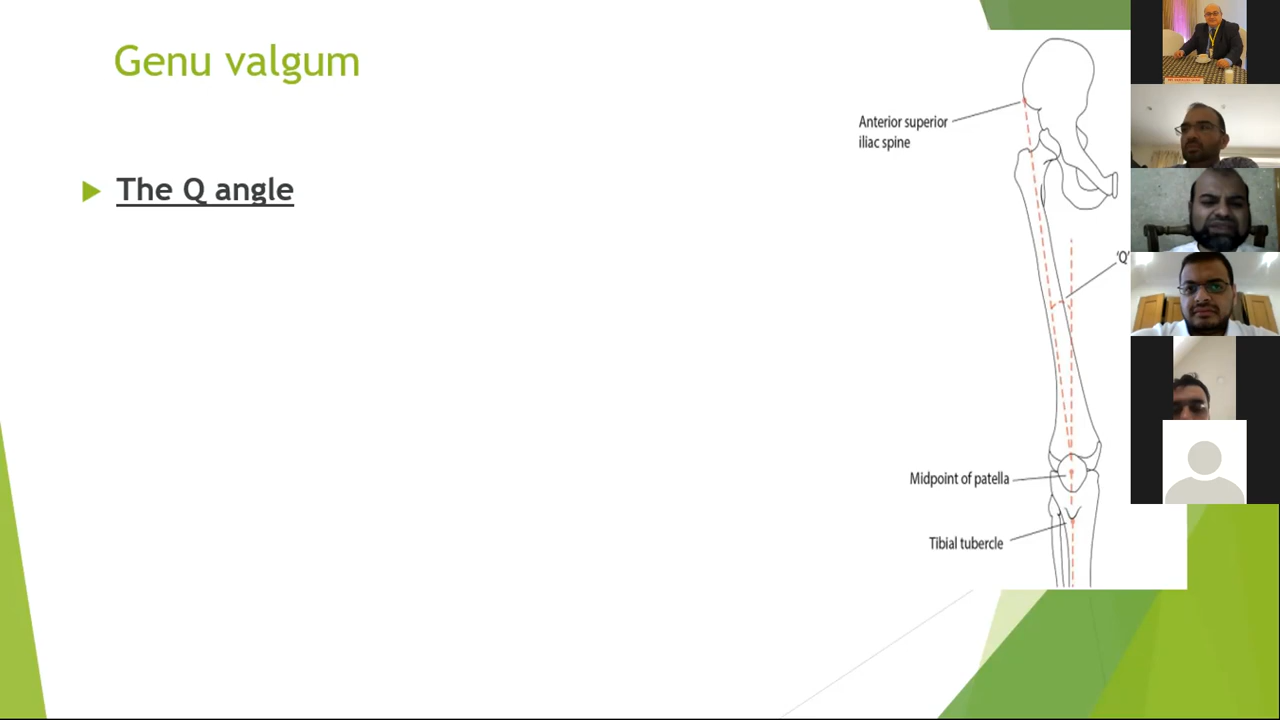 Genu valgum
The Q angle
Anterior superior
iliac spine
'Q'
Midpoint of patella
Tibial tubercle